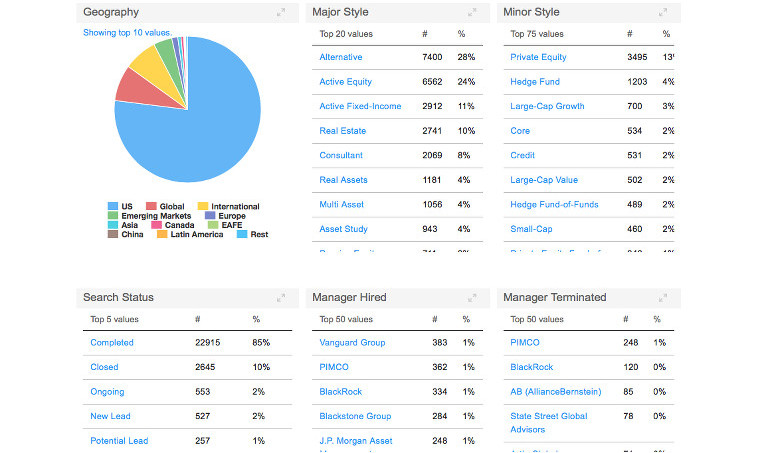 Geography
Showing top 10 values.
US Global International
Emerging Markets Europe
Asia Canada EAFE
China Latin America Rest
Major Style
Top 20 values # %
Alternative 7400 28%
Active Equity 6562 24%
Active Fixed-Income 2912 11%
Real Estate 2741 10%
Consultant 2069 8%
Real Assets 1181 4%
Multi Asset 1056 4%
Asset Study 943 4%
Minor Style
Top 75 values # %
Private Equity 3495 13%
Hedge Fund 1203 4%
Large-Cap Growth 700 3%
Core 534 2%
Credit 531 2%
Large-Cap Value 502 2%
Hedge Fund-of-Funds 489 2%
Small-Cap 460 2%
Search Status
Top 5 values # %
Completed 22915 85%
Closed 2645 10%
Ongoing 553 2%
New Lead 527 2%
Potential Lead 257 1%
Manager Hired
Top 50 values # %
Vanguard Group 383 1%
PIMCO 362 1%
BlackRock 334 1%
Blackstone Group 284 1%
J.P. Morgan Asset 248 1%
Manager Terminated
Top 50 values # %
PIMCO 248 1%
BlackRock 120 0%
AB (AllianceBernstein) 85 0%
State Street Global 78 0%
Advisors